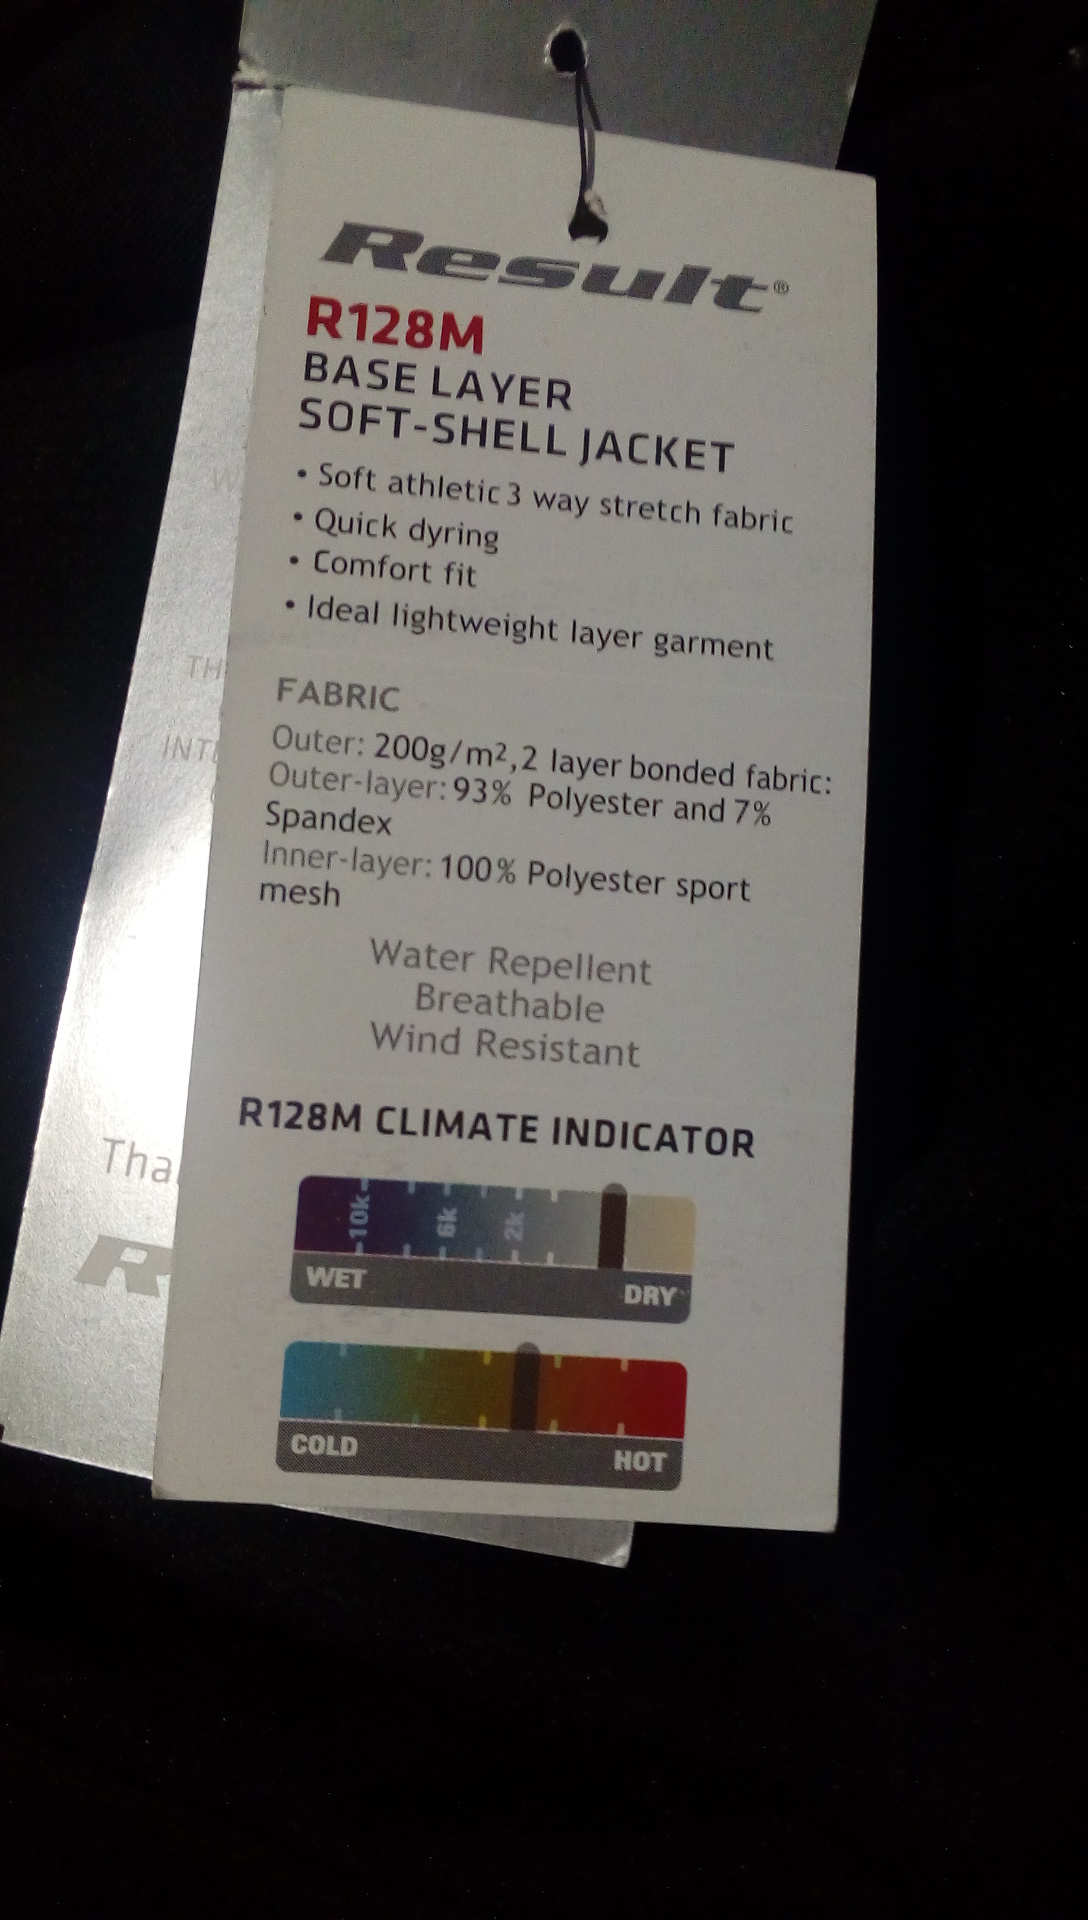 Result®
R128M
BASE LAYER
SOFT-SHELL JACKET
• Soft athletic 3 way stretch fabric
• Quick dyring
• Comfort fit
• Ideal lightweight layer garment
FABRIC
Outer: 200g/m²,2 layer bonded fabric:
Outer-layer: 93% Polyester and 7%
Spandex
Inner-layer: 100% Polyester sport
mesh
Water Repellent
Breathable
Wind Resistant
R128M CLIMATE INDICATOR
10k 6k 2k
WET DRY
COLD HOT